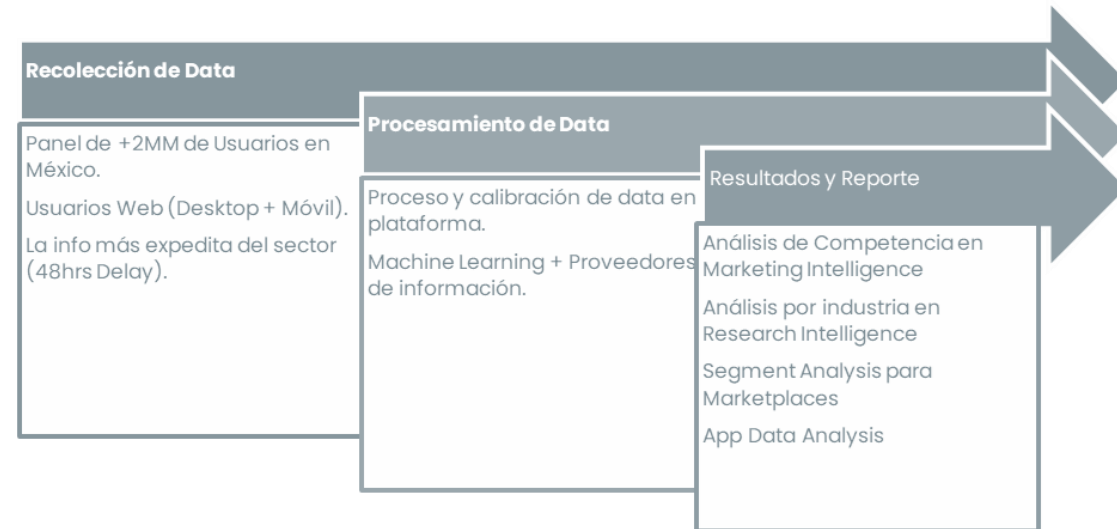 Recolección de Data
Panel de +2MM de Usuarios en
México.
Usuarios Web (Desktop + Móvil).
La info más expedita del sector
(48hrs Delay).
Procesamiento de Data
Proceso y calibración de data en
plataforma.
Machine Learning + Proveedores
de información.
Resultados y Reporte
Análisis de Competencia en
Marketing Intelligence
Análisis por industria en
Research Intelligence
Segment Analysis para
Marketplaces
App Data Analysis